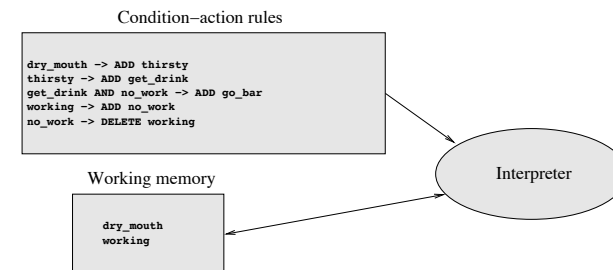 Condition−action rules
dry_mouth −> ADD thirsty
thirsty −> ADD get_drink
get_drink AND no_work −> ADD go_bar
working −> ADD no_work
no_work −> DELETE working
Interpreter
Working memory
dry_mouth
working